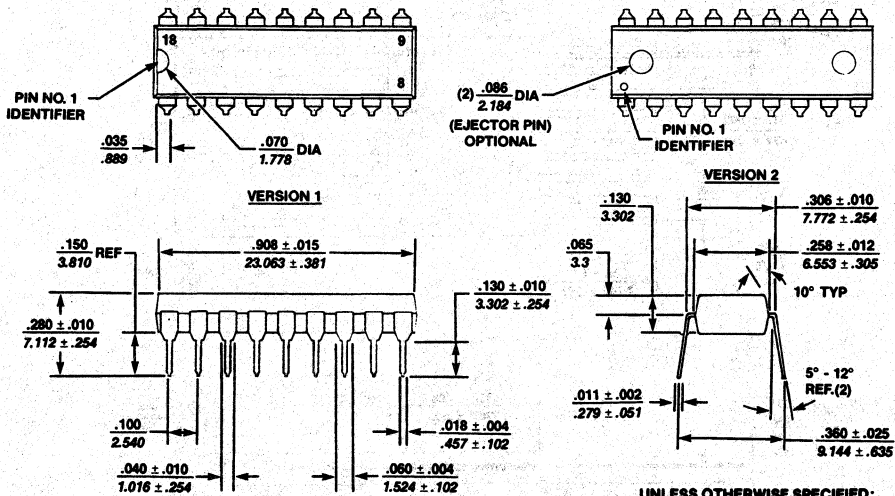 18
9
8
PIN NO. 1
IDENTIFIER
.035
.889
.070 DIA
1.778
VERSION 1
(2) .086 DIA
2.184
(EJECTOR PIN)
OPTIONAL
PIN NO. 1
IDENTIFIER
VERSION 2
.150 REF
3.810
.908 ± .015
23.063 ± .381
.130 ± .010
3.302 ± .254
.280 ± .010
7.112 ± .254
.100
2.540
.018 ± .004
.457 ± .102
.040 ± .010
1.016 ± .254
.060 ± .004
1.524 ± .102
.130
3.302
.306 ± .010
7.772 ± .254
.065
3.3
.258 ± .012
6.553 ± .305
10° TYP
5° - 12°
REF.(2)
.011 ± .002
.279 ± .051
.360 ± .025
9.144 ± .635
UNLESS OTHERWISE SPECIFIED: